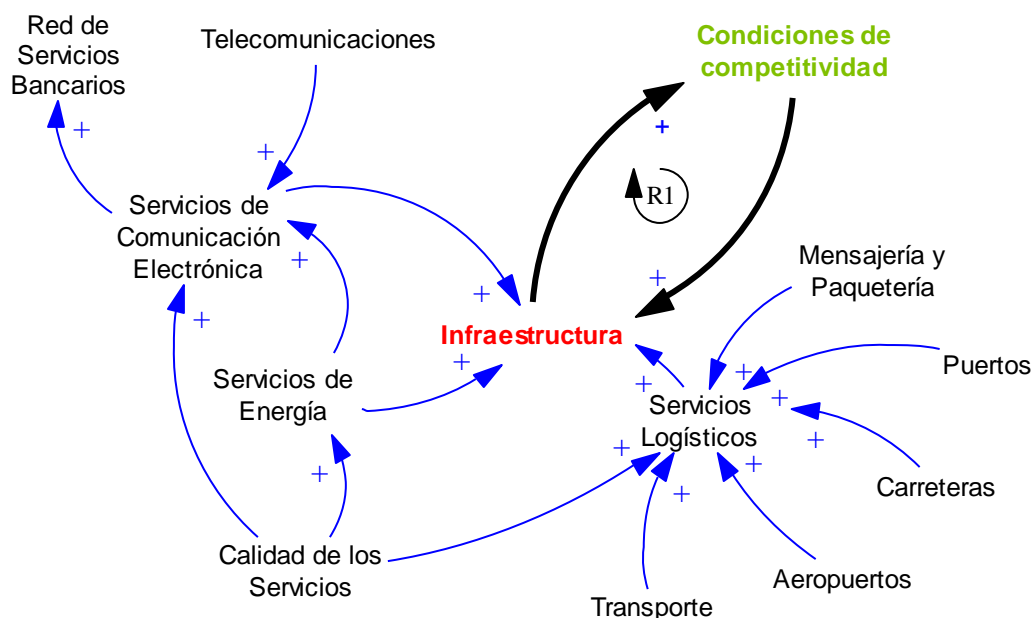 Red de
Servicios
Bancarios
Telecomunicaciones
Condiciones de
competitividad
+
+
+
R1
Servicios de
Comunicación
Electrónica
+
+
+
+
Infraestructura
Mensajería y
Paquetería
Puertos
Servicios de
Energía
+
+
+
+
+
+
Servicios
Logísticos
+
+
+
+
Carreteras
Calidad de los
Servicios
Transporte
Aeropuertos